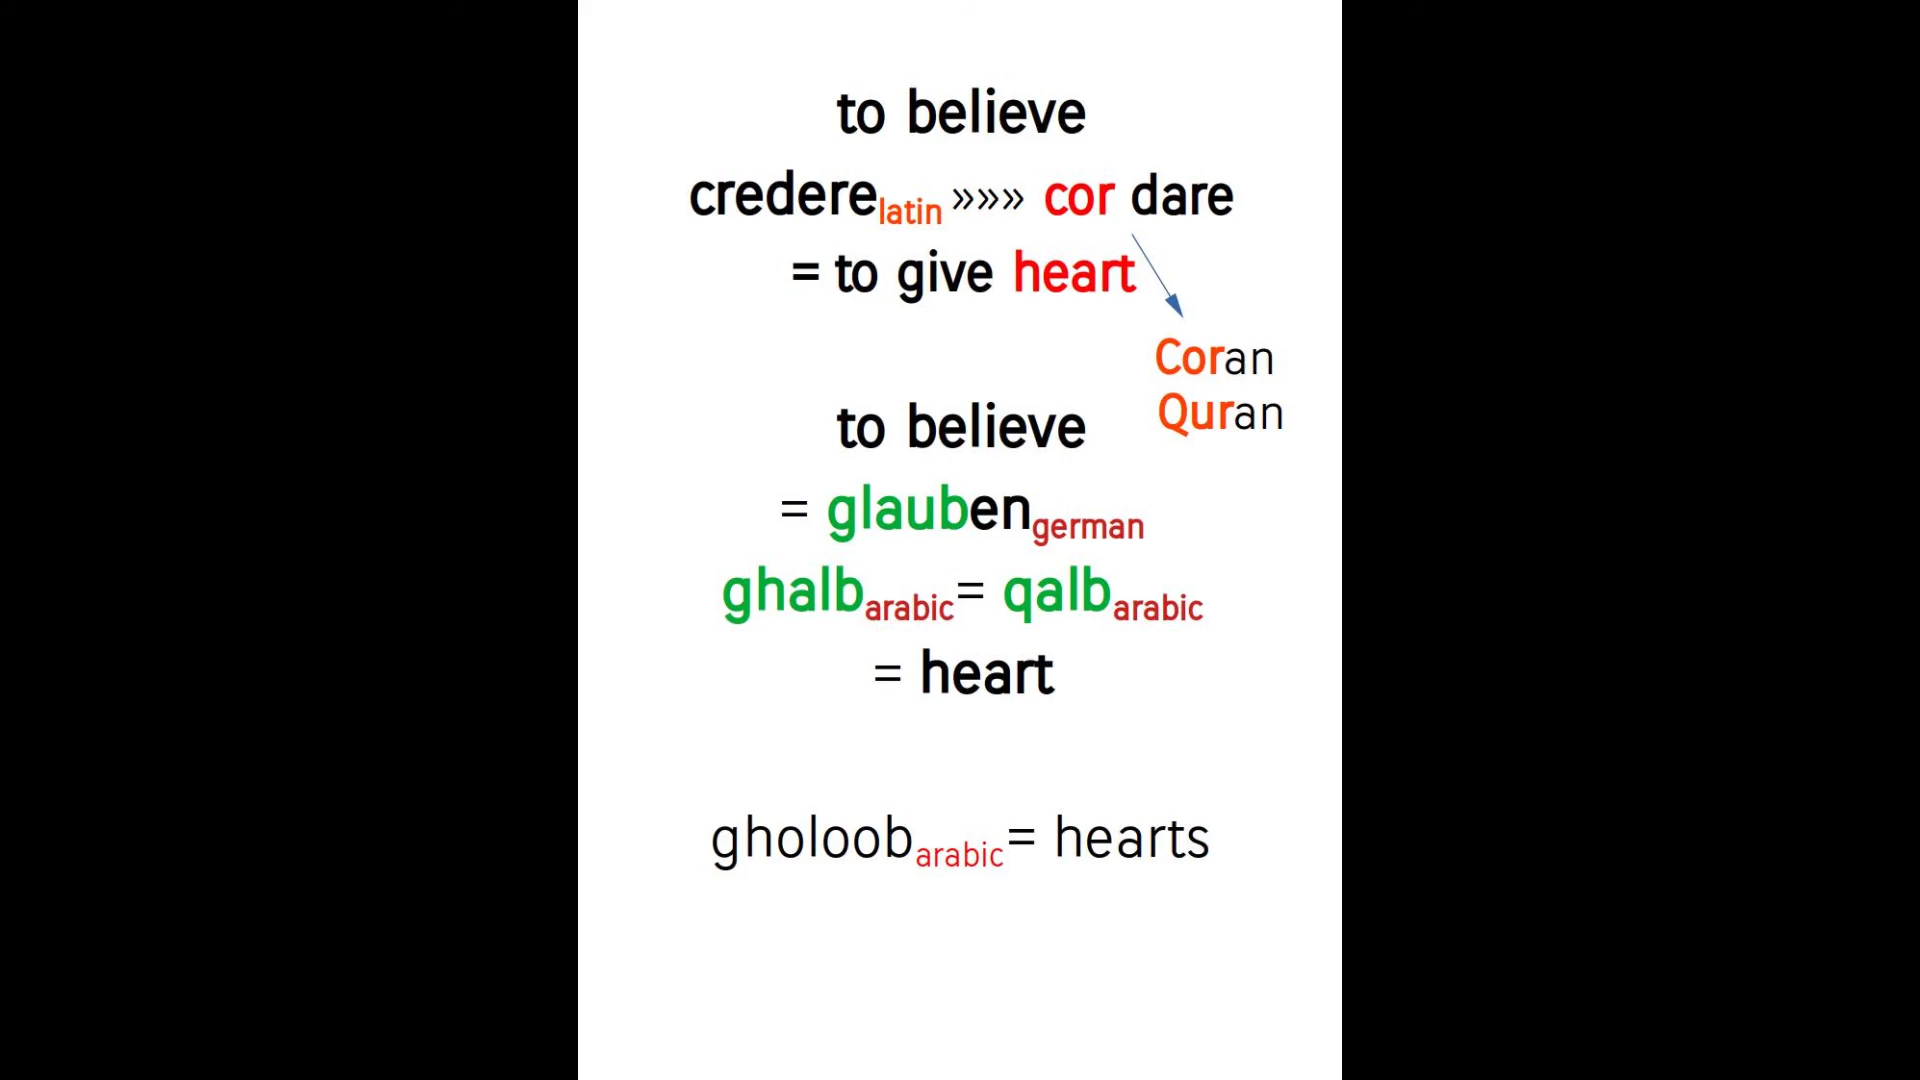 to believe
credere latin »»» cor dare
= to give heart
Coran
Quran
to believe
= glauben german
ghalb arabic = qalb arabic
= heart
gholoob arabic = hearts